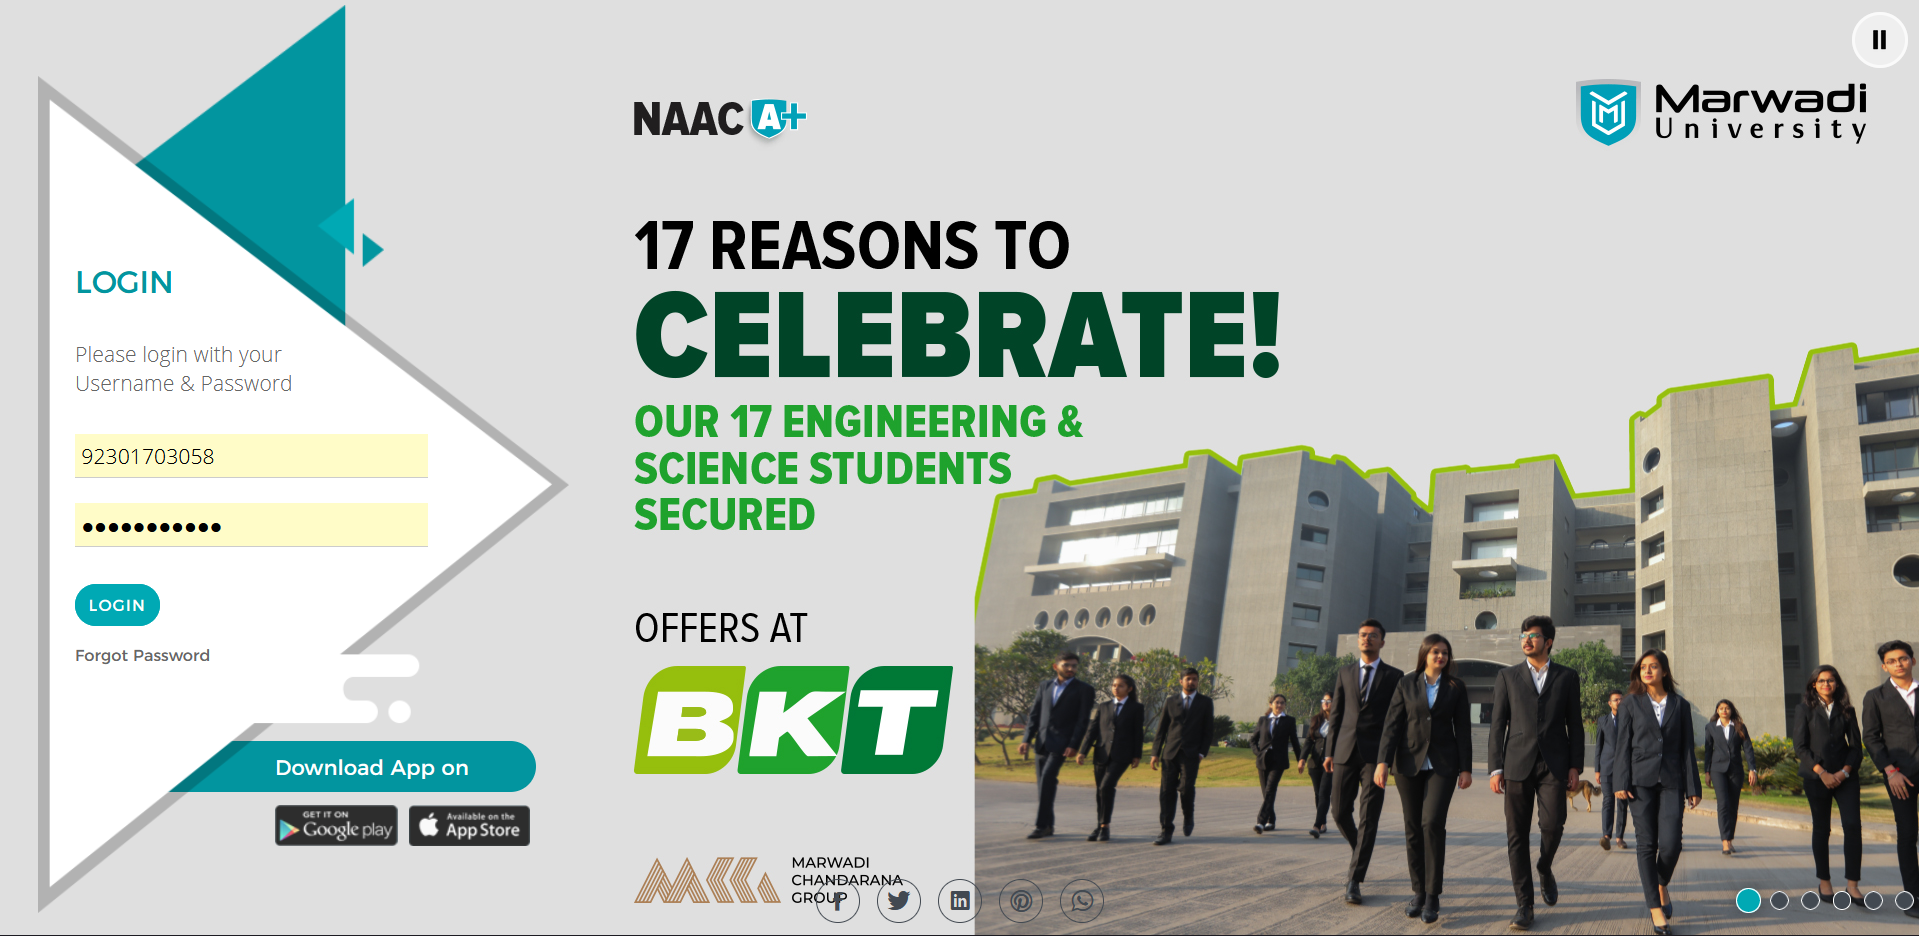 LOGIN
Please login with your
Username & Password
92301703058
LOGIN
Forgot Password
Download App on
GET IT ON
Google play
Available on the
App Store
NAAC A+
Marwadi
University
17 REASONS TO
CELEBRATE!
OUR 17 ENGINEERING &
SCIENCE STUDENTS
SECURED
OFFERS AT
BKT
MARWADI
CHANDARANA
GROUP